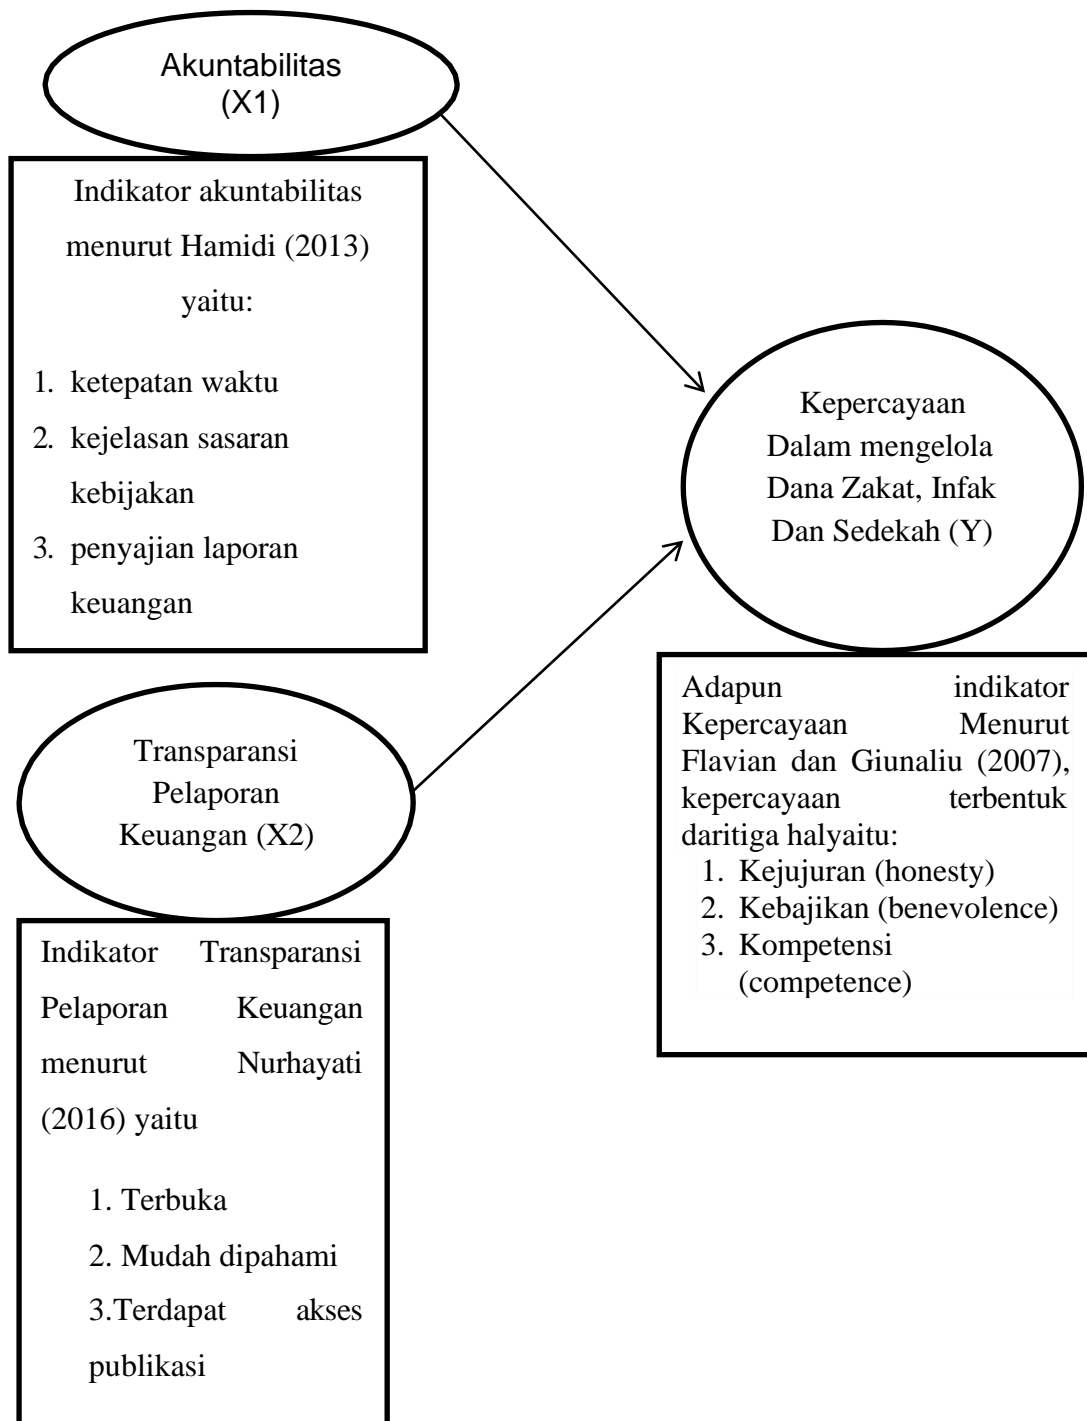 Akuntabilitas
(X1)
Indikator akuntabilitas
menurut Hamidi (2013)
yaitu:
1. ketepatan waktu
2. kejelasan sasaran
kebijakan
3. penyajian laporan
keuangan
Kepercayaan
Dalam mengelola
Dana Zakat, Infak
Dan Sedekah (Y)
Adapun indikator
Kepercayaan Menurut
Flavian dan Giunaliu (2007),
kepercayaan terbentuk
daritiga halyaitu:
1. Kejujuran (honesty)
2. Kebajikan (benevolence)
3. Kompetensi
(competence)
Transparansi
Pelaporan
Keuangan (X2)
Indikator Transparansi
Pelaporan Keuangan
menurut Nurhayati
(2016) yaitu
1. Terbuka
2. Mudah dipahami
3.Terdapat akses
publikasi